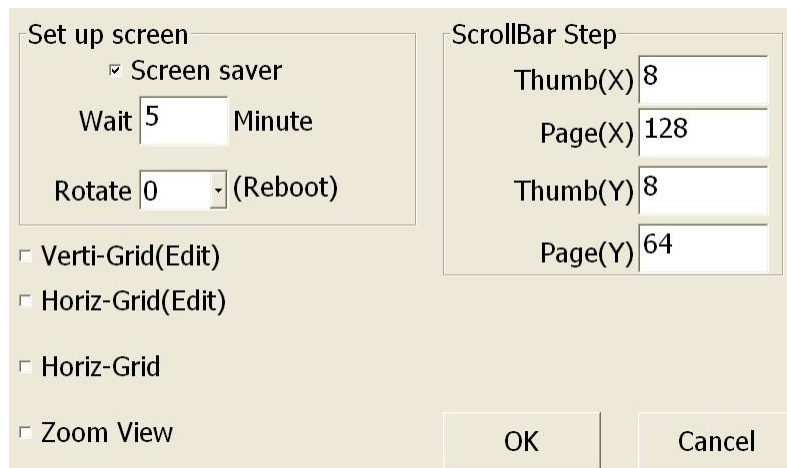 Set up screen
Screen saver
Wait 5 Minute
Rotate 0 (Reboot)
Verti-Grid(Edit)
Horiz-Grid(Edit)
Horiz-Grid
Zoom View
ScrollBar Step
Thumb(X) 8
Page(X) 128
Thumb(Y) 8
Page(Y) 64
OK
Cancel